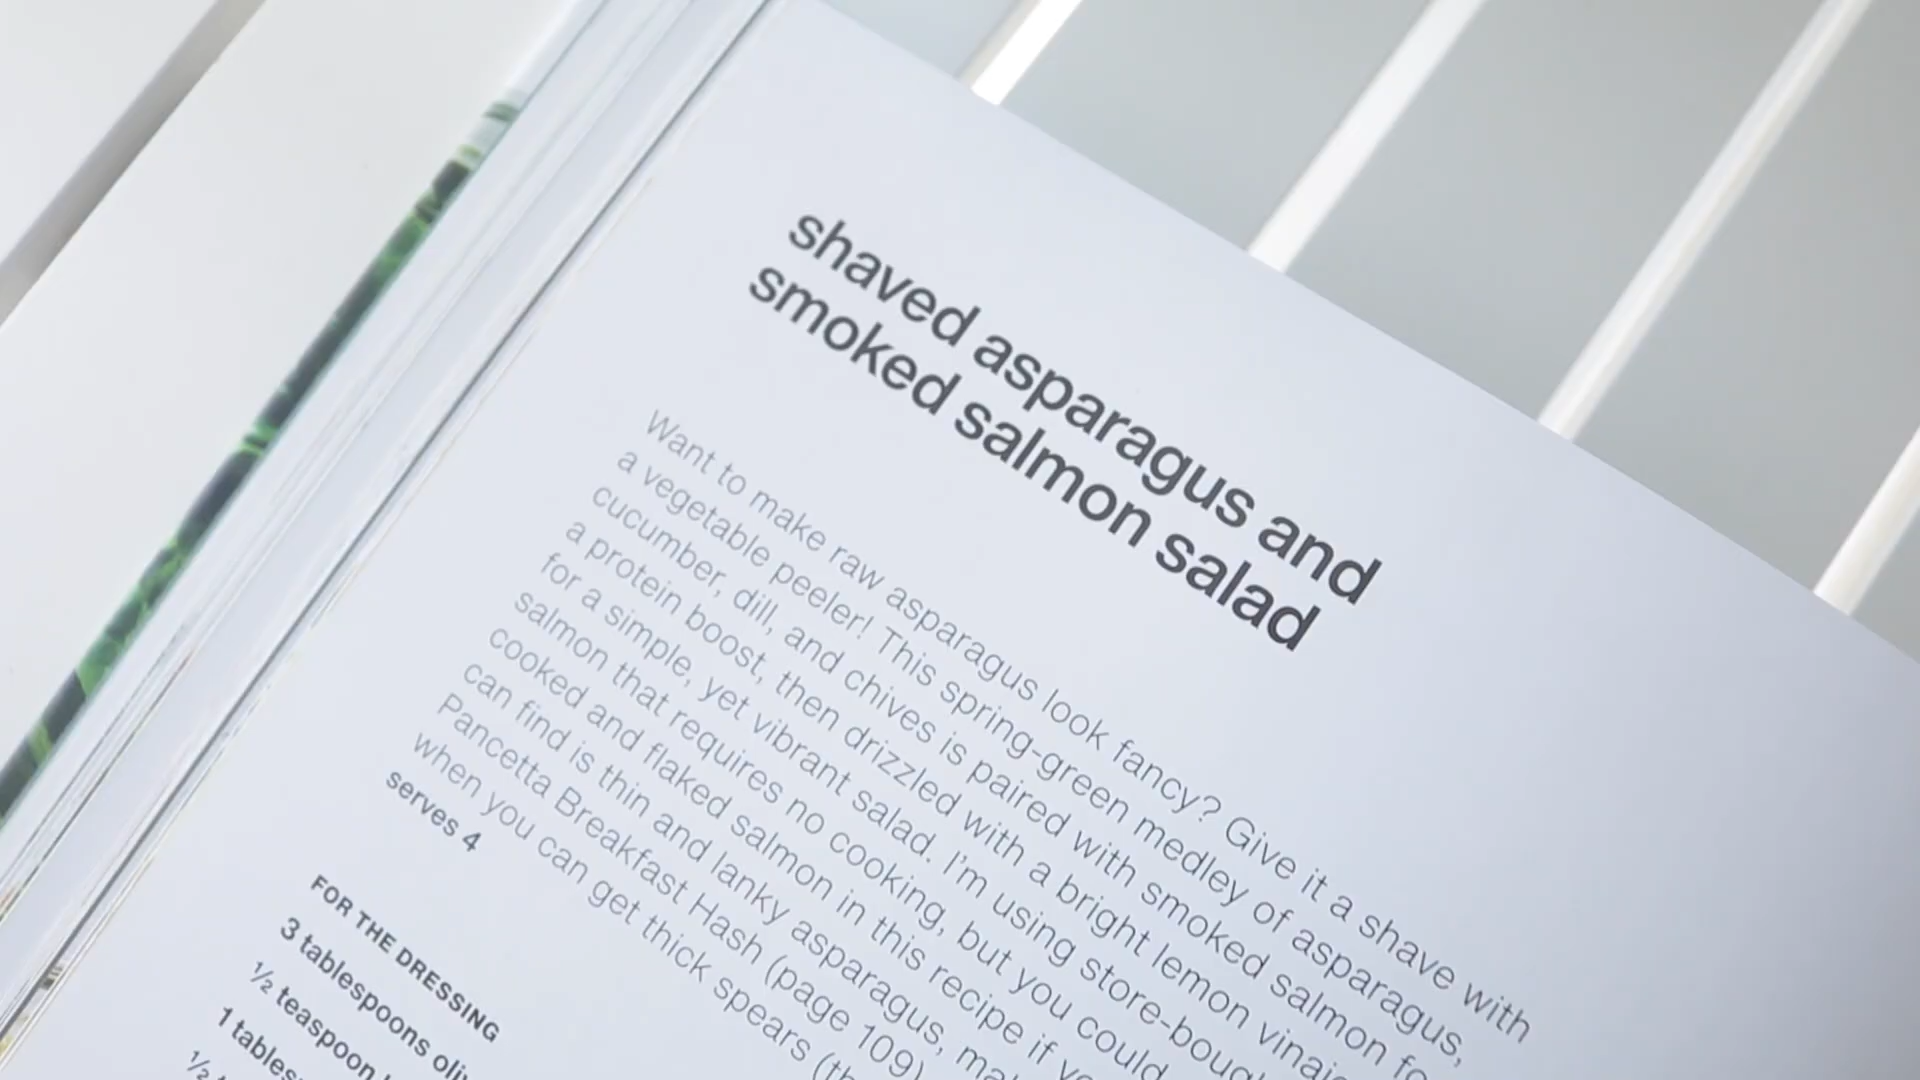 shaved asparagus and
smoked salmon salad
Want to make raw asparagus look fancy? Give it a shave with
a vegetable peeler! This spring-green medley of asparagus,
cucumber, dill, and chives is paired with smoked salmon
a protein boost, then drizzled with a bright lemon
for a simple, yet vibrant salad. I'm using
salmon that requires no cooking, but you could
cooked and flaked salmon in this recipe if
can find is thin and lanky asparagus,
Pancetta Breakfast Hash (page 109)
when you can get thick spears
serves 4
FOR THE DRESSING
3 tablespoons
½ teaspoon
1
½